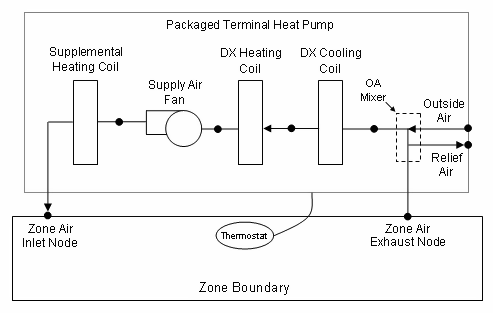 Packaged Terminal Heat Pump
Supplemental
Heating Coil
Supply Air
Fan
DX Heating
Coil
DX Cooling
Coil
OA
Mixer
Outside
Air
Relief
Air
Zone Air
Inlet Node
Thermostat
Zone Air
Exhaust Node
Zone Boundary